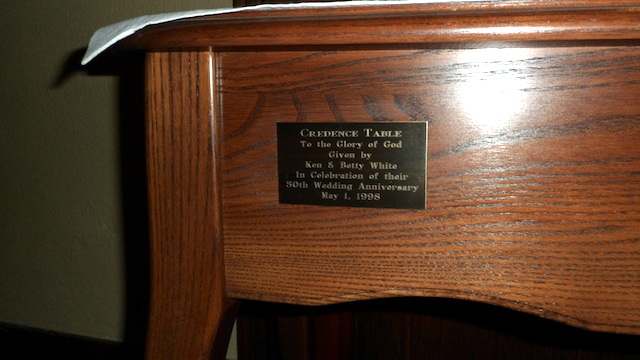 CREDENCE TABLE
To the Glory of God
Given by
Ken & Betty White
In Celebration of their
50th Wedding Anniversary
May 1, 1998